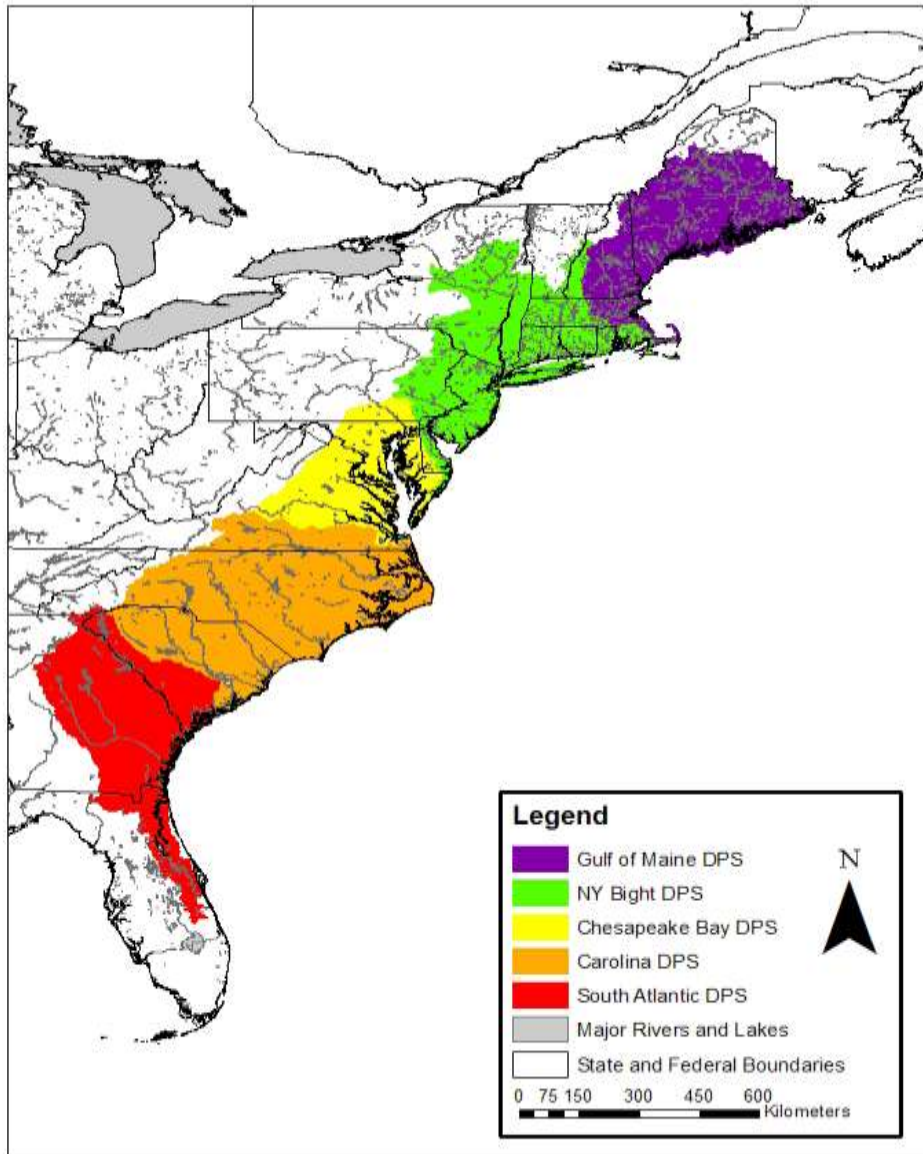 Legend
Gulf of Maine DPS
N
NY Bight DPS
Chesapeake Bay DPS
Carolina DPS
South Atlantic DPS
Major Rivers and Lakes
State and Federal Boundaries
0 75 150 300 450 600
Kilometers